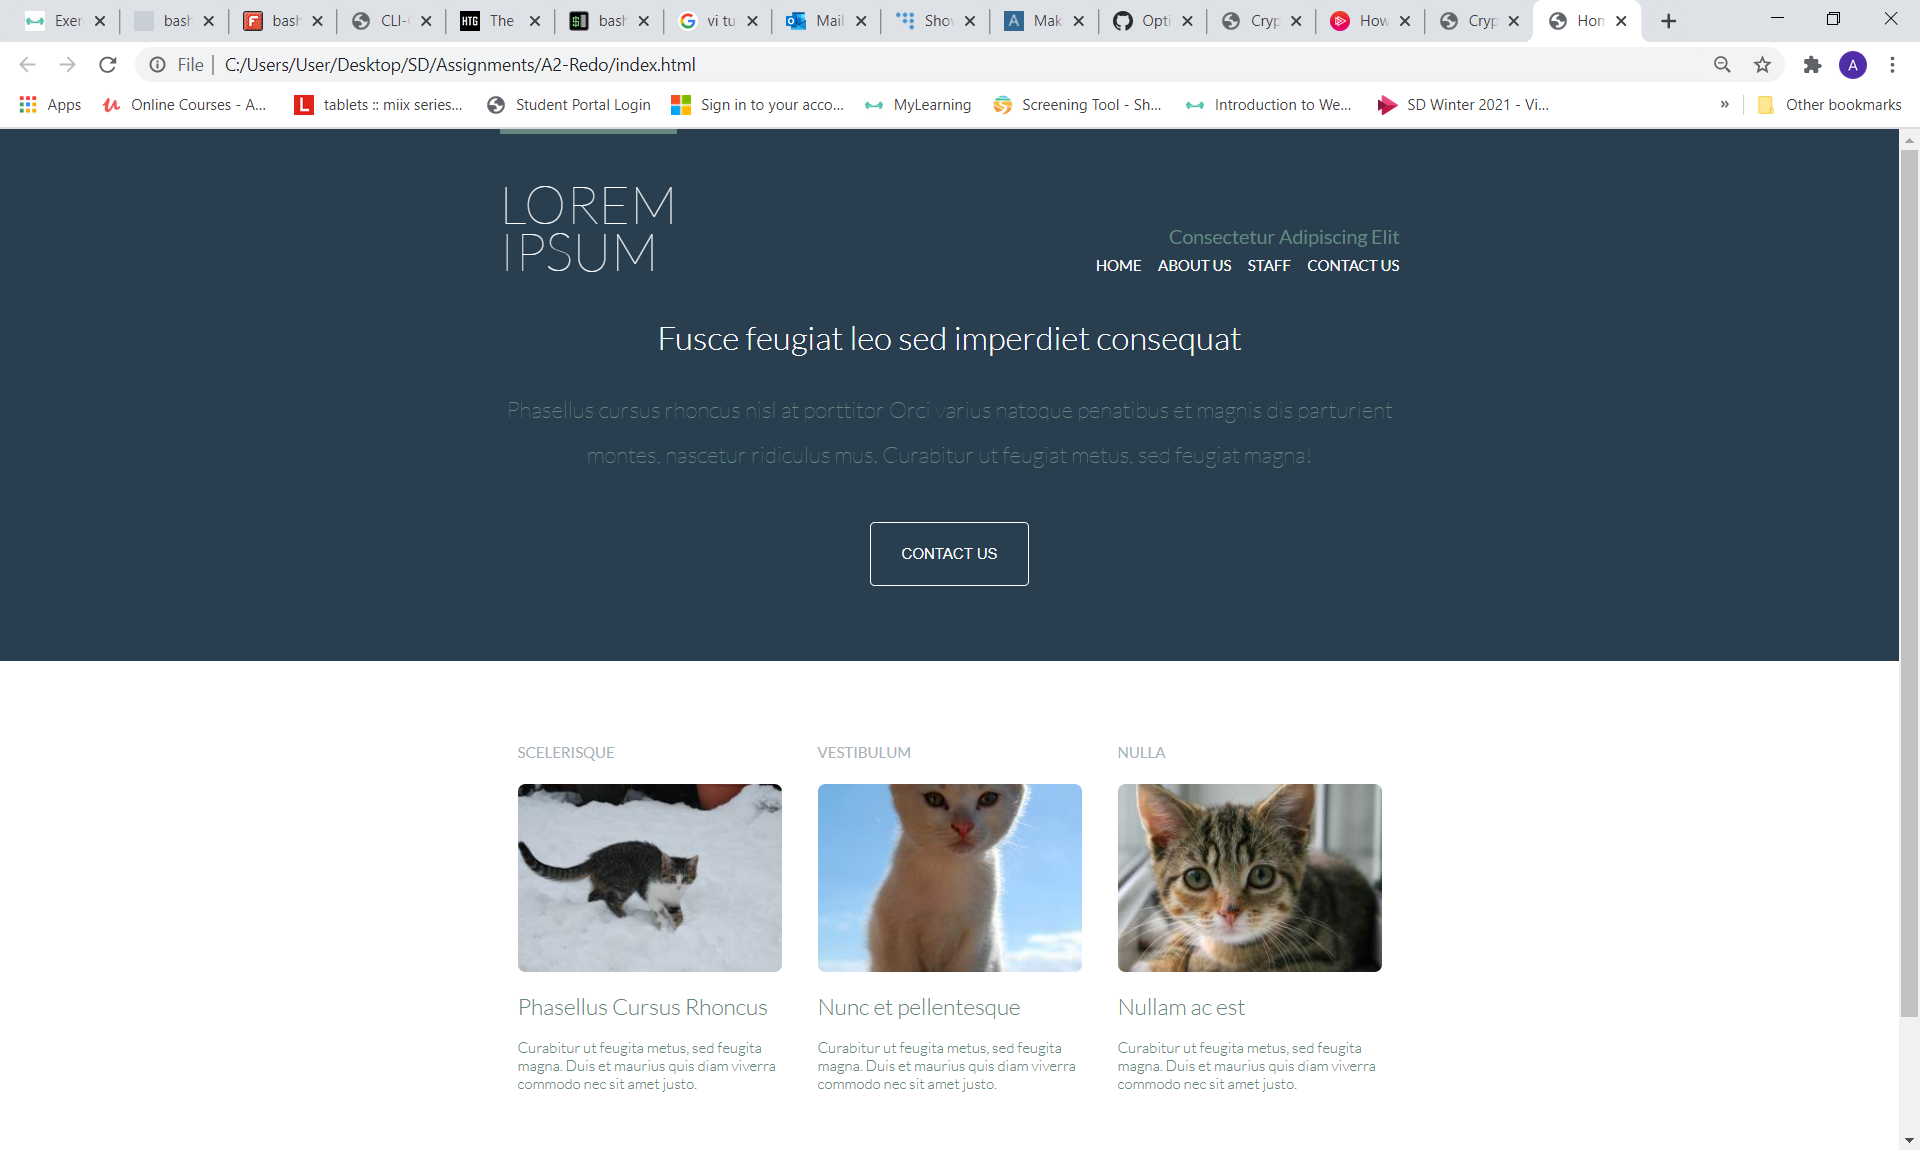 Exer
bash
bash
CLI-
HTG The
bash
vi tu
Mail
Show
Mak
Opti
Cryp
How
Cryp
Hom
File C:/Users/User/Desktop/SD/Assignments/A2-Redo/index.html
A
Apps
Online Courses - A...
L tablets :: miix series...
Student Portal Login
Sign in to your acco...
MyLearning
Screening Tool - Sh...
Introduction to We...
SD Winter 2021 - Vi...
»
Other bookmarks
LOREM
IPSUM
Consectetur Adipiscing Elit
HOME ABOUT US STAFF CONTACT US
Fusce feugiat leo sed imperdiet consequat
Phasellus cursus rhoncus nisl at porttitor Orci varius natoque penatibus et magnis dis parturient
montes, nascetur ridiculus mus. Curabitur ut feugiat metus, sed feugiat magna!
CONTACT US
SCELERISQUE
Phasellus Cursus Rhoncus
Curabitur ut feugita metus, sed feugita
magna. Duis et maurius quis diam viverra
commodo nec sit amet justo.
VESTIBULUM
Nunc et pellentesque
Curabitur ut feugita metus, sed feugita
magna. Duis et maurius quis diam viverra
commodo nec sit amet justo.
NULLA
Nullam ac est
Curabitur ut feugita metus, sed feugita
magna. Duis et maurius quis diam viverra
commodo nec sit amet justo.